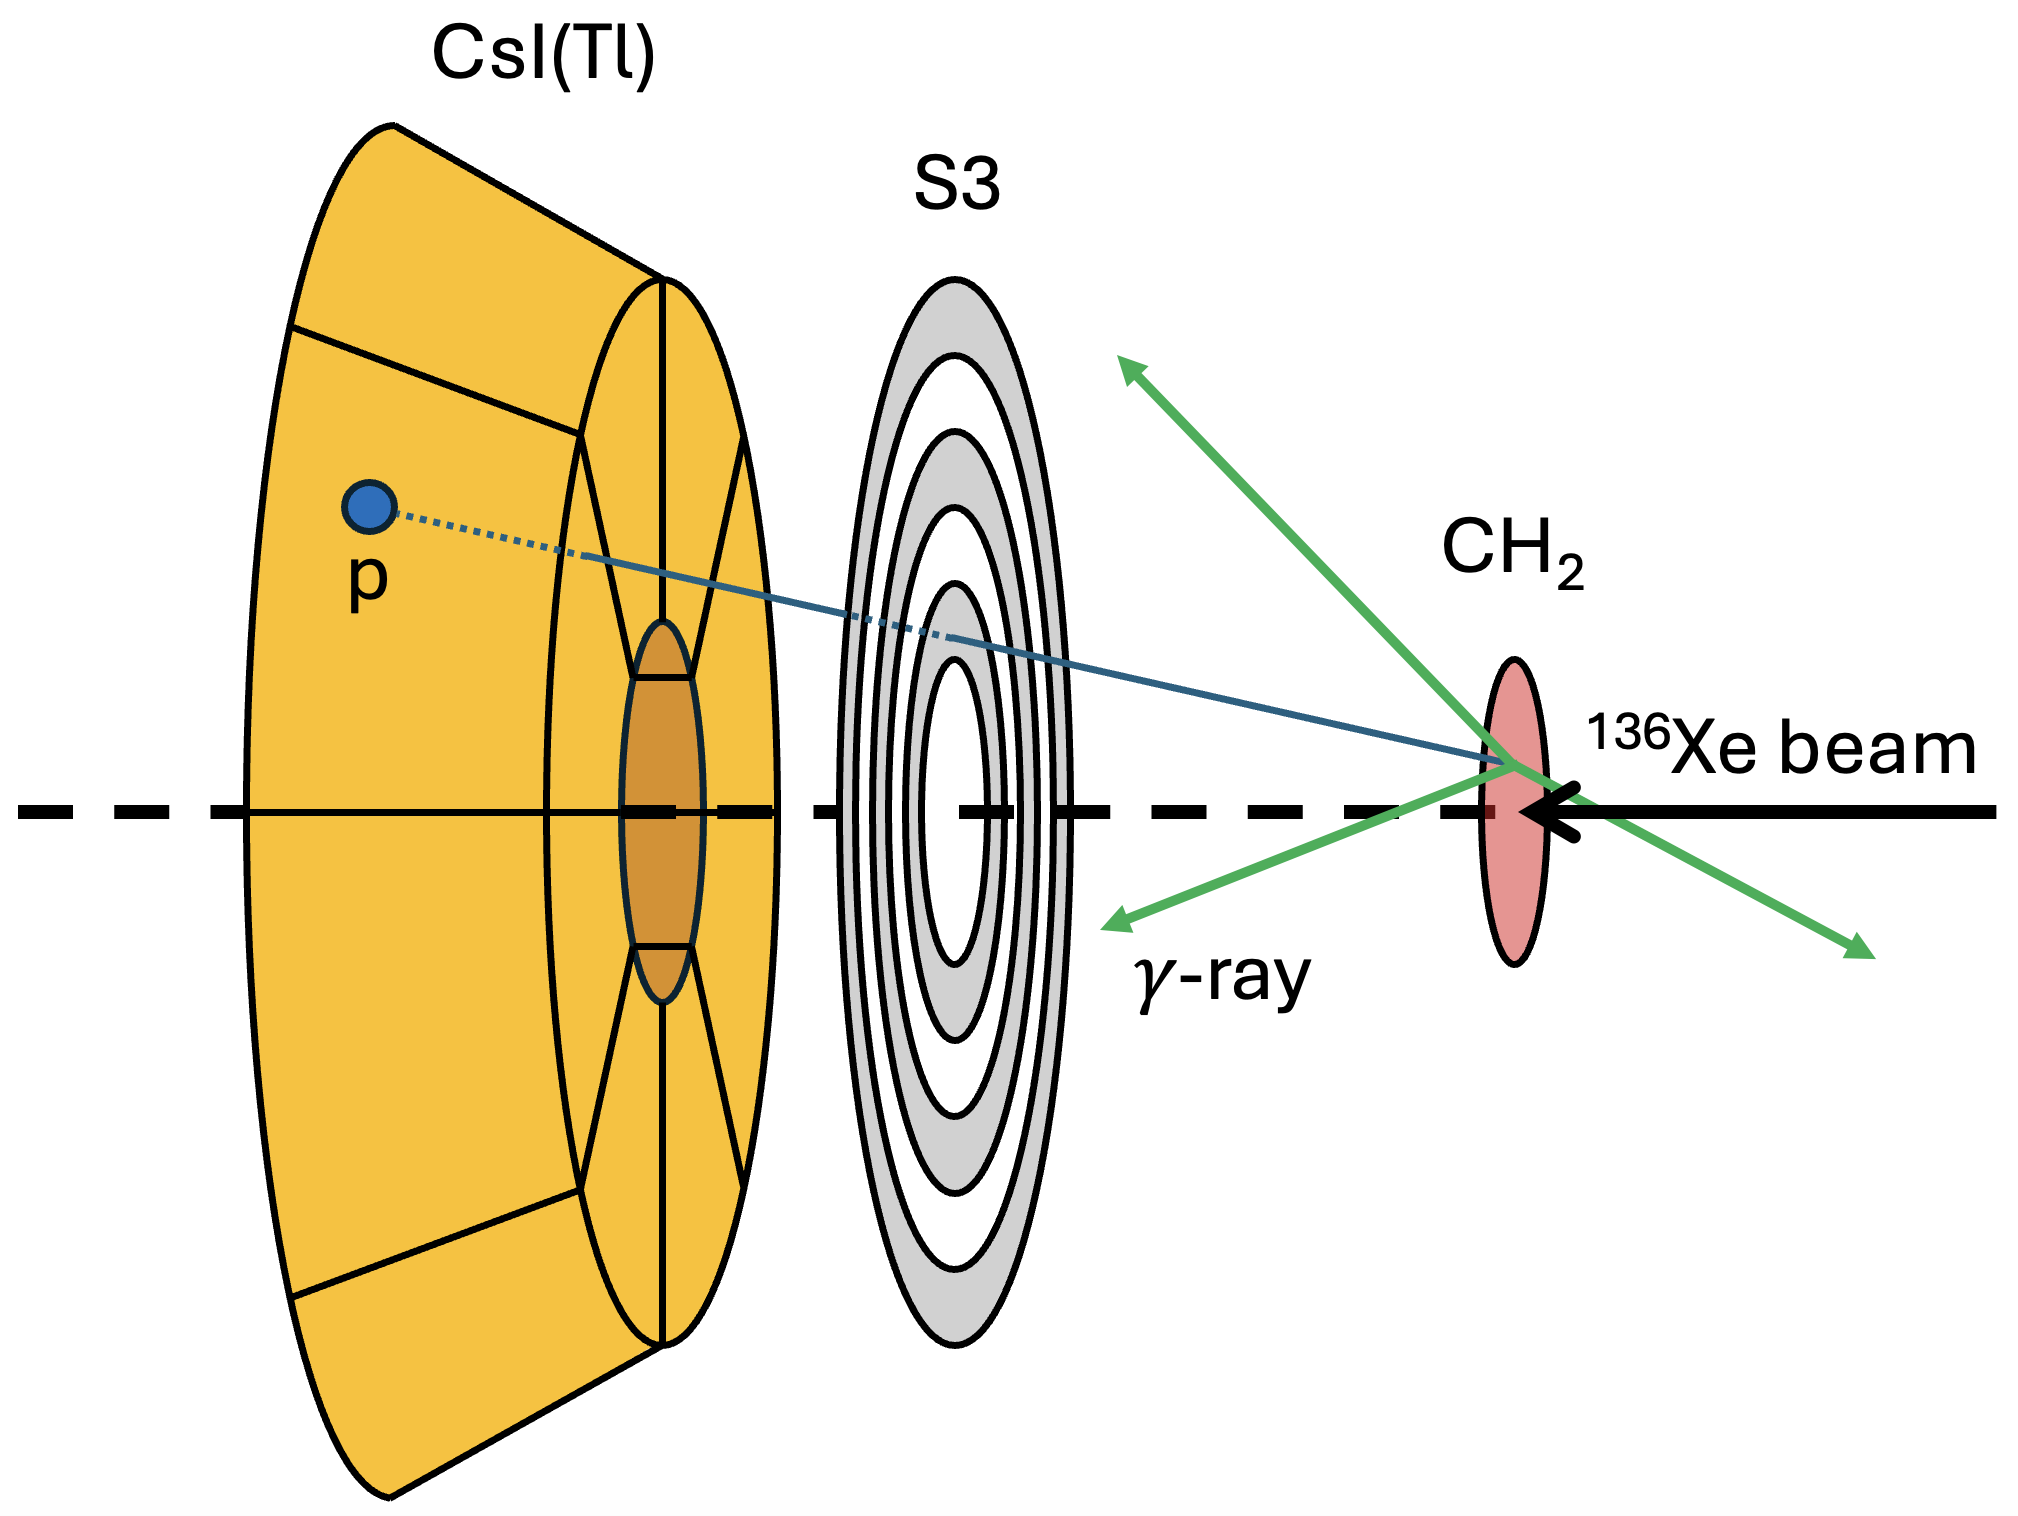 CsI(Tl)
S3
CH₂
¹³⁶Xe beam
p
γ-ray